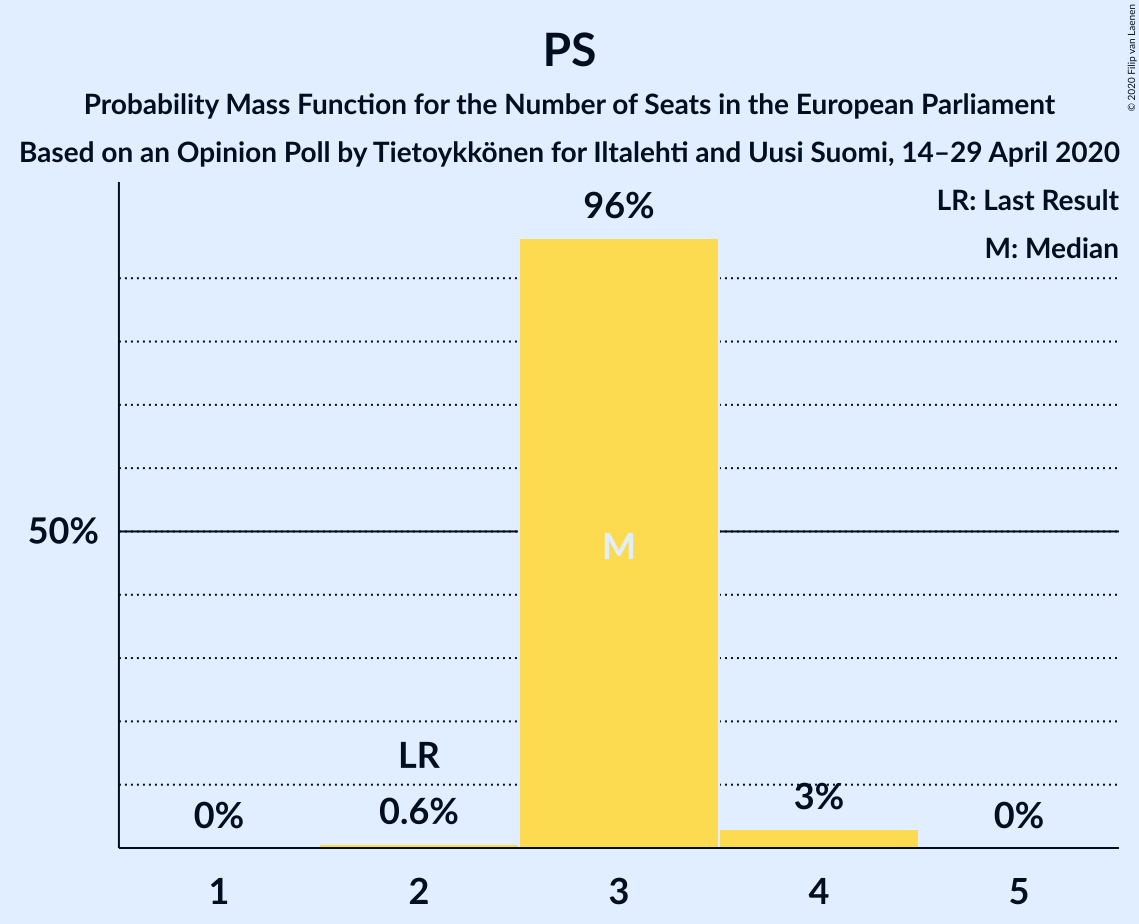 PS
Probability Mass Function for the Number of Seats in the European Parliament
Based on an Opinion Poll by Tietoykkönen for Iltalehti and Uusi Suomi, 14–29 April 2020
© 2020 Filip van Laenen
LR: Last Result
M: Median
96%
50%
M
LR
0%
0.6%
3%
0%
1
2
3
4
5